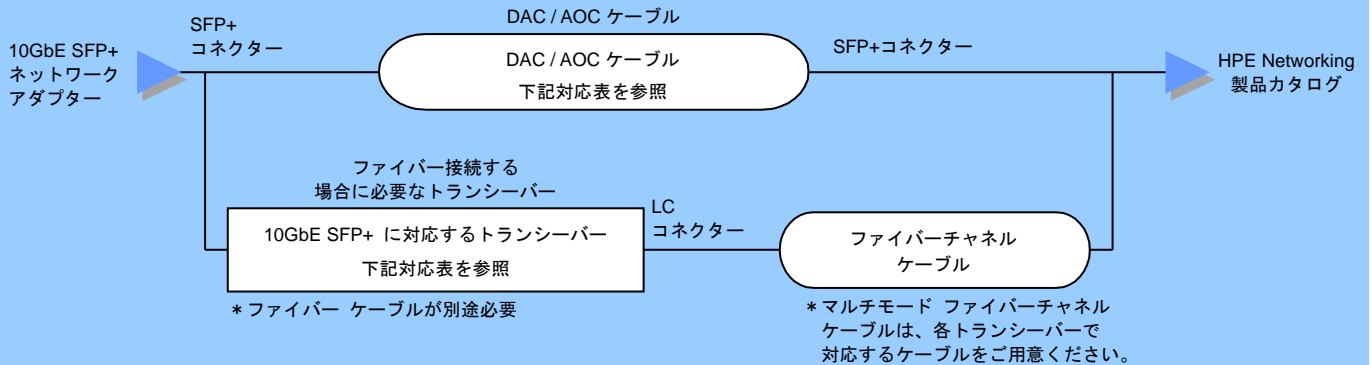 10GbE SFP+
ネットワーク
アダプター
SFP+
コネクター
DAC / AOC ケーブル
DAC / AOC ケーブル
下記対応表を参照
SFP+コネクター
HPE Networking
製品カタログ
ファイバー接続する
場合に必要なトランシーバー
10GbE SFP+ に対応するトランシーバー
下記対応表を参照
＊ファイバー ケーブルが別途必要
LC
コネクター
ファイバーチャネル
ケーブル
＊マルチモード ファイバーチャネル
ケーブルは、各トランシーバーで
対応するケーブルをご用意ください。